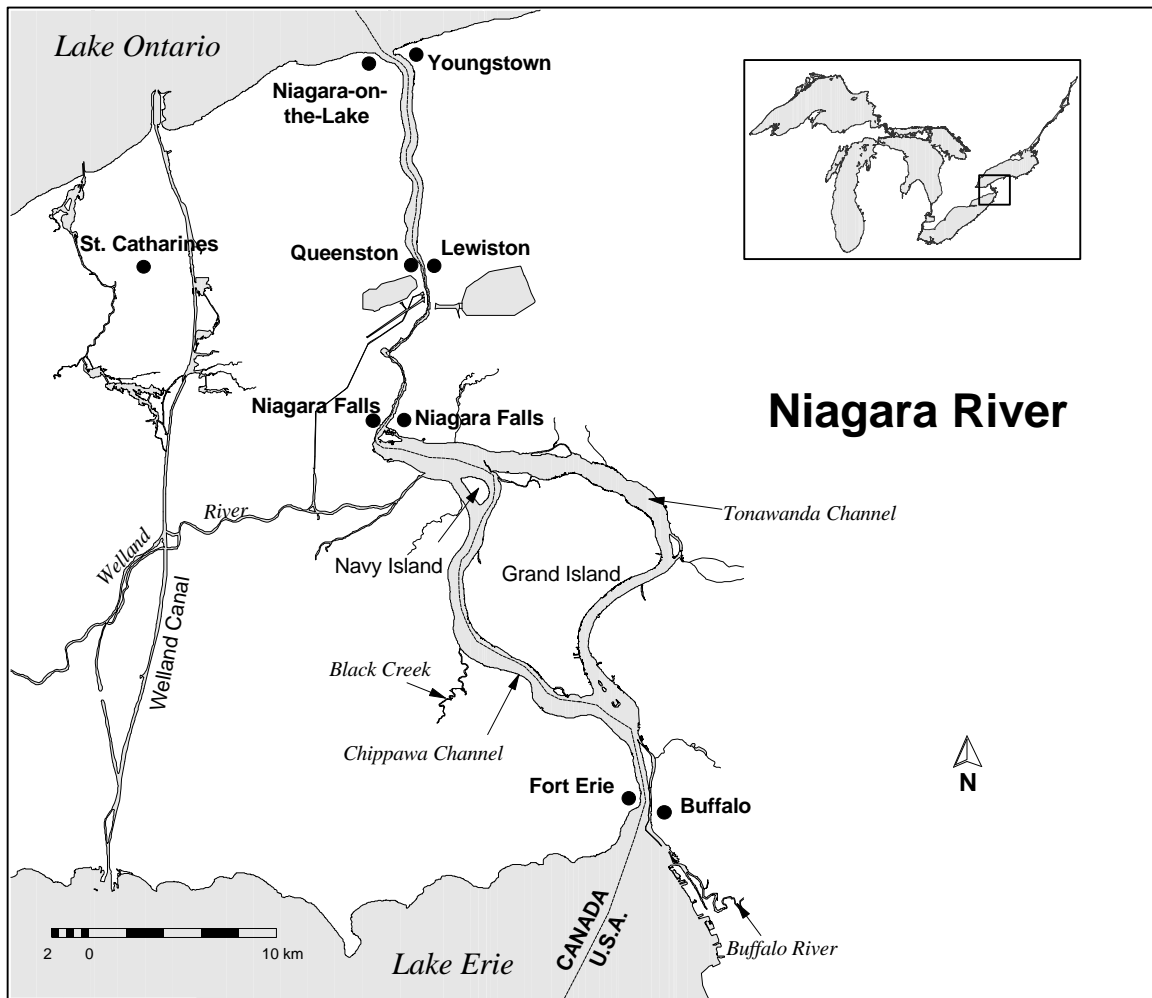 Lake Ontario
Youngstown
Niagara-on-
the-Lake
St. Catharines
Queenston
Lewiston
Niagara Falls
Niagara Falls
Niagara River
Tonawanda Channel
Welland
River
Navy Island
Grand Island
Welland Canal
Black Creek
Chippawa Channel
N
Fort Erie
Buffalo
CANADA
U.S.A.
2 0 10 km
Lake Erie
Buffalo River